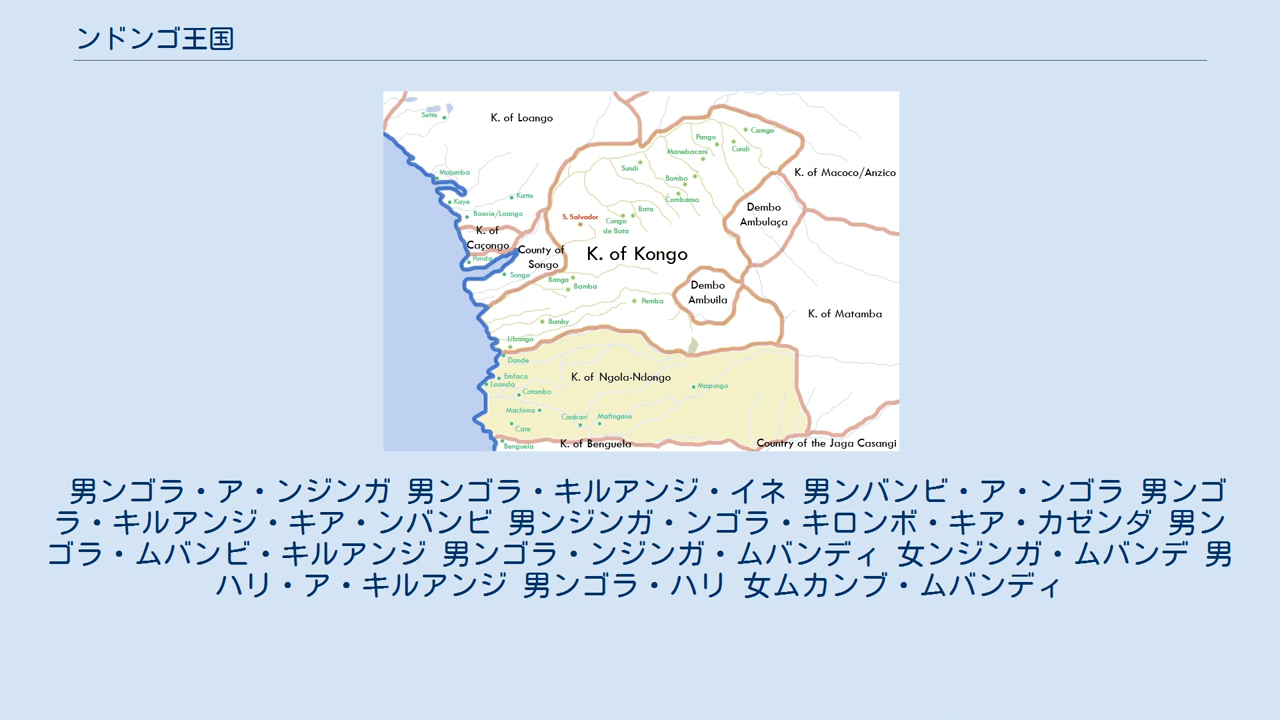 ンドンゴ王国
Sette
K. of Loango
Majumba
Kaye
Katte
Boarie/Loango
K. of
Caçongo
Ponda
County of
Songo
Songo
S. Salvador
Congo
de Bata
Bata
Sundi
Pango
Manebacani
Camga
Cundi
Bombo
Combanso
K. of Macoco/Anzico
Dembo
Ambulaça
K. of Kongo
Banga
Bamba
Pemba
Bumby
Dembo
Ambuila
K. of Matamba
Libongo
Dande
K. of Ngola-Ndongo
Emfaca
Loanda
Catombo
Mapungo
Machima
Canbari
Mafingano
Cate
Benguela
K. of Benguela
Country of the Jaga Casangi
男ンゴラ・ア・ンジンガ 男ンゴラ・キルアンジ・イネ 男ンバンビ・ア・ンゴラ 男ンゴ
ラ・キルアンジ・キア・ンバンビ 男ンジンガ・ンゴラ・キロンボ・キア・カゼンダ 男ン
ゴラ・ムバンビ・キルアンジ 男ンゴラ・ンジンガ・ムバンディ 女ンジンガ・ムバンデ 男
ハリ・ア・キルアンジ 男ンゴラ・ハリ 女ムカンブ・ムバンディ